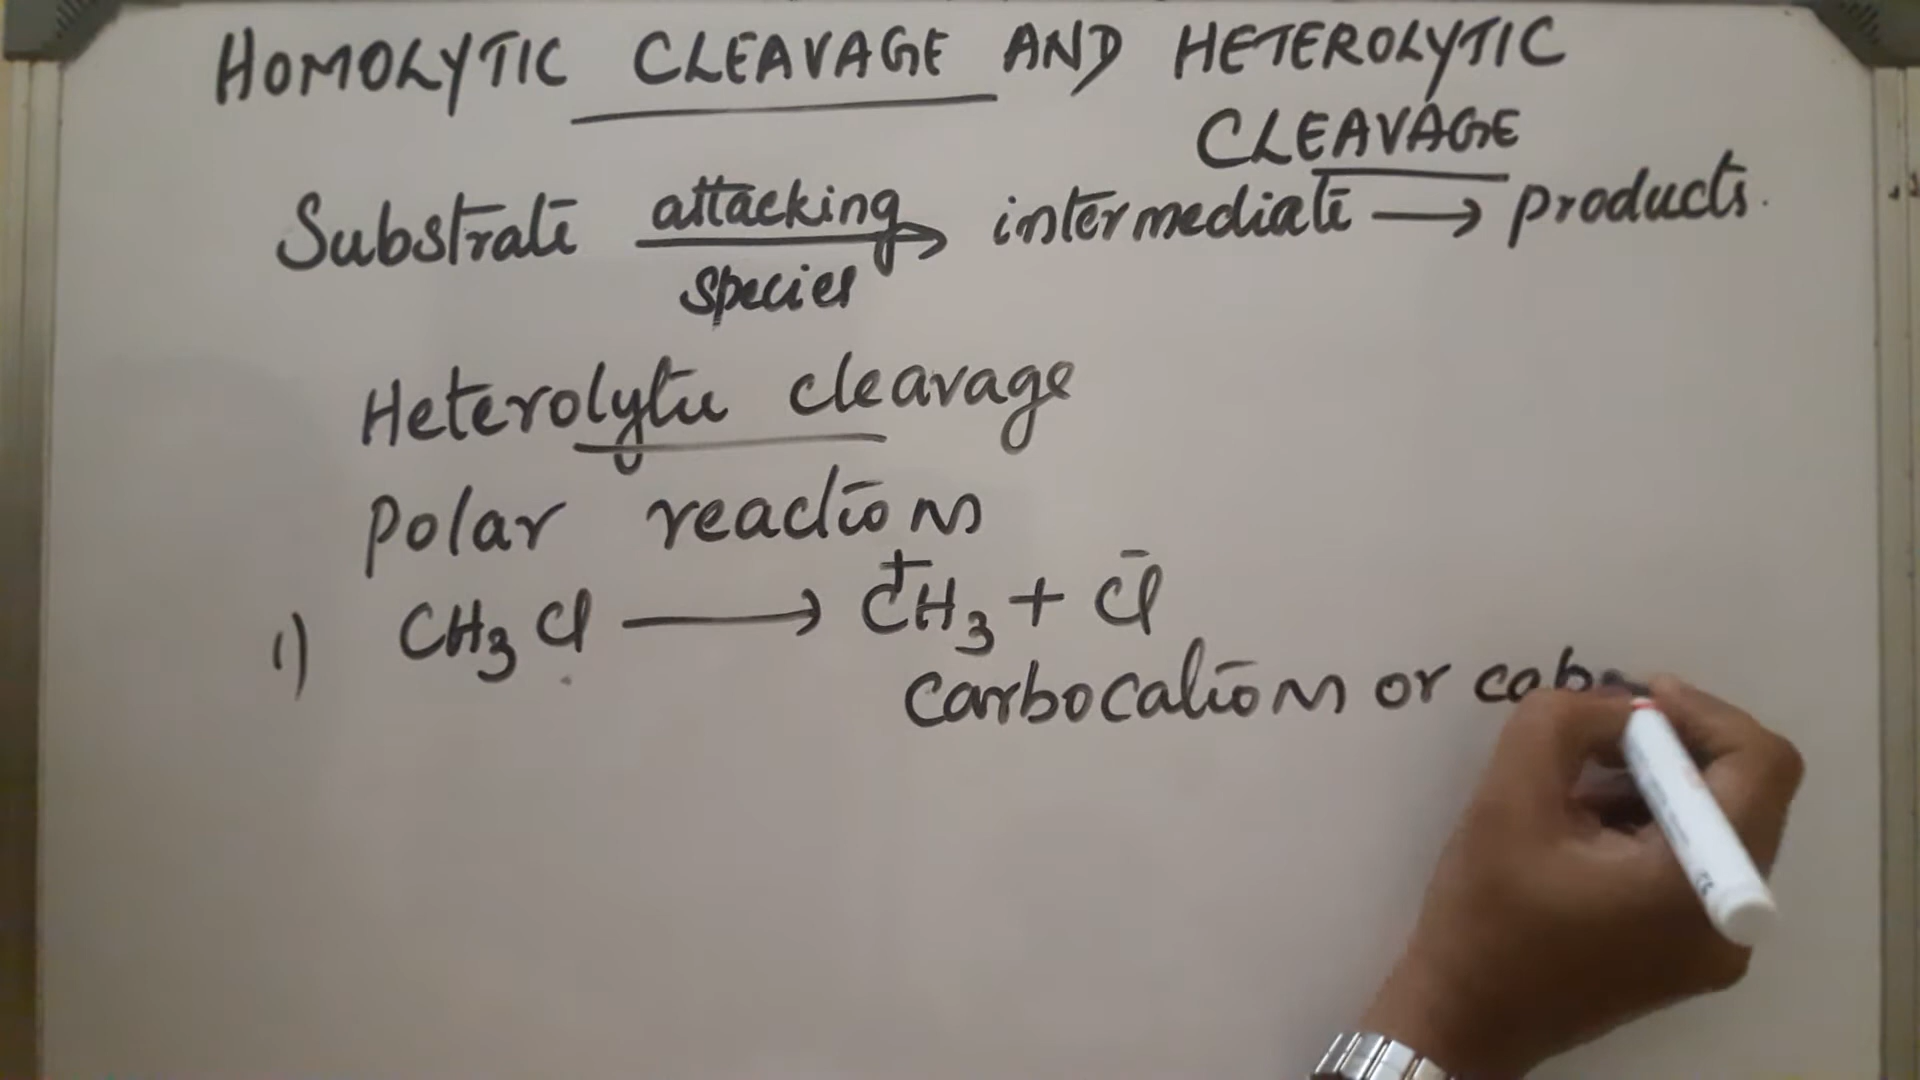 HOMOLYTIC CLEAVAGE AND HETEROLYTIC
CLEAVAGE
Substrate attacking species → intermediate → products.
Heterolytic cleavage
Polar reactions
1) CH₃Cl → C⁺H₃ + Cl⁻
Carbocation or